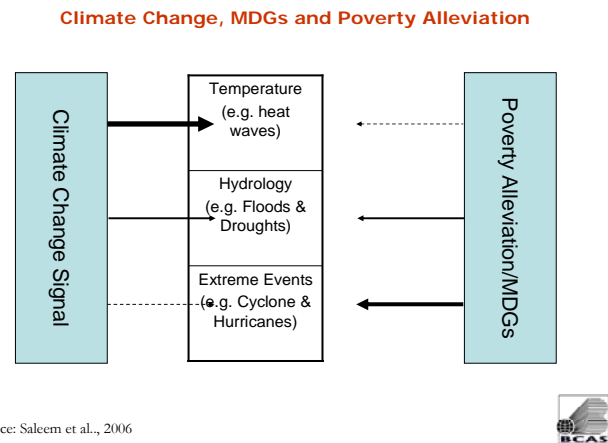 Climate Change, MDGs and Poverty Alleviation
Climate Change Signal
Temperature
(e.g. heat
waves)
Hydrology
(e.g. Floods &
Droughts)
Extreme Events
(e.g. Cyclone &
Hurricanes)
Poverty Alleviation/MDGs
ce: Saleem et al.., 2006
BCAS